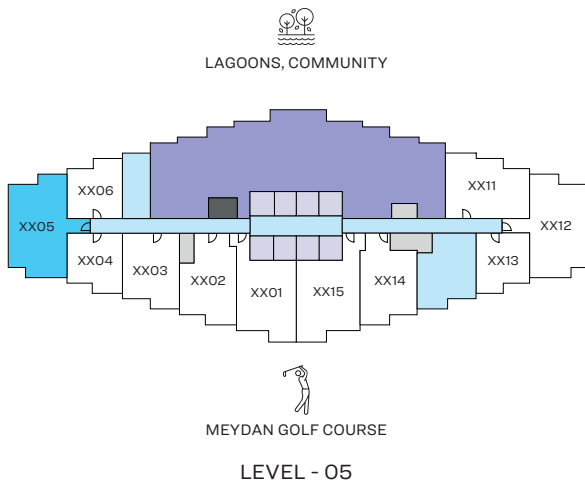 LAGOONS, COMMUNITY
XX06
XX11
XX05
XX12
XX04
XX03
XX02
XX01
XX15
XX14
XX13
MEYDAN GOLF COURSE
LEVEL - 05